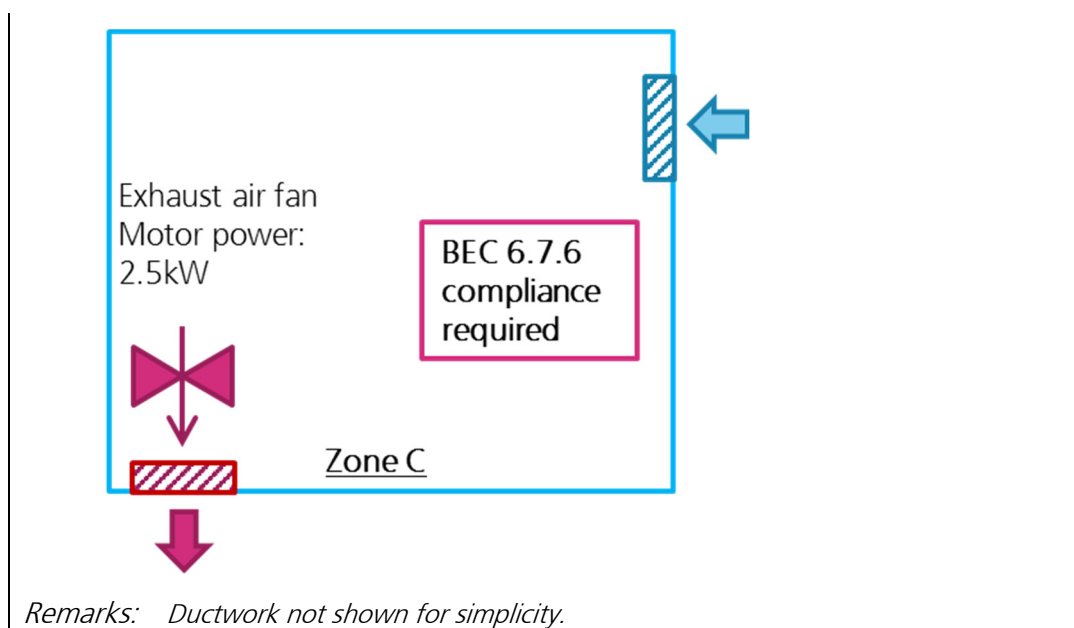 Exhaust air fan
Motor power:
2.5kW
BEC 6.7.6
compliance
required
Zone C
Remarks: Ductwork not shown for simplicity.